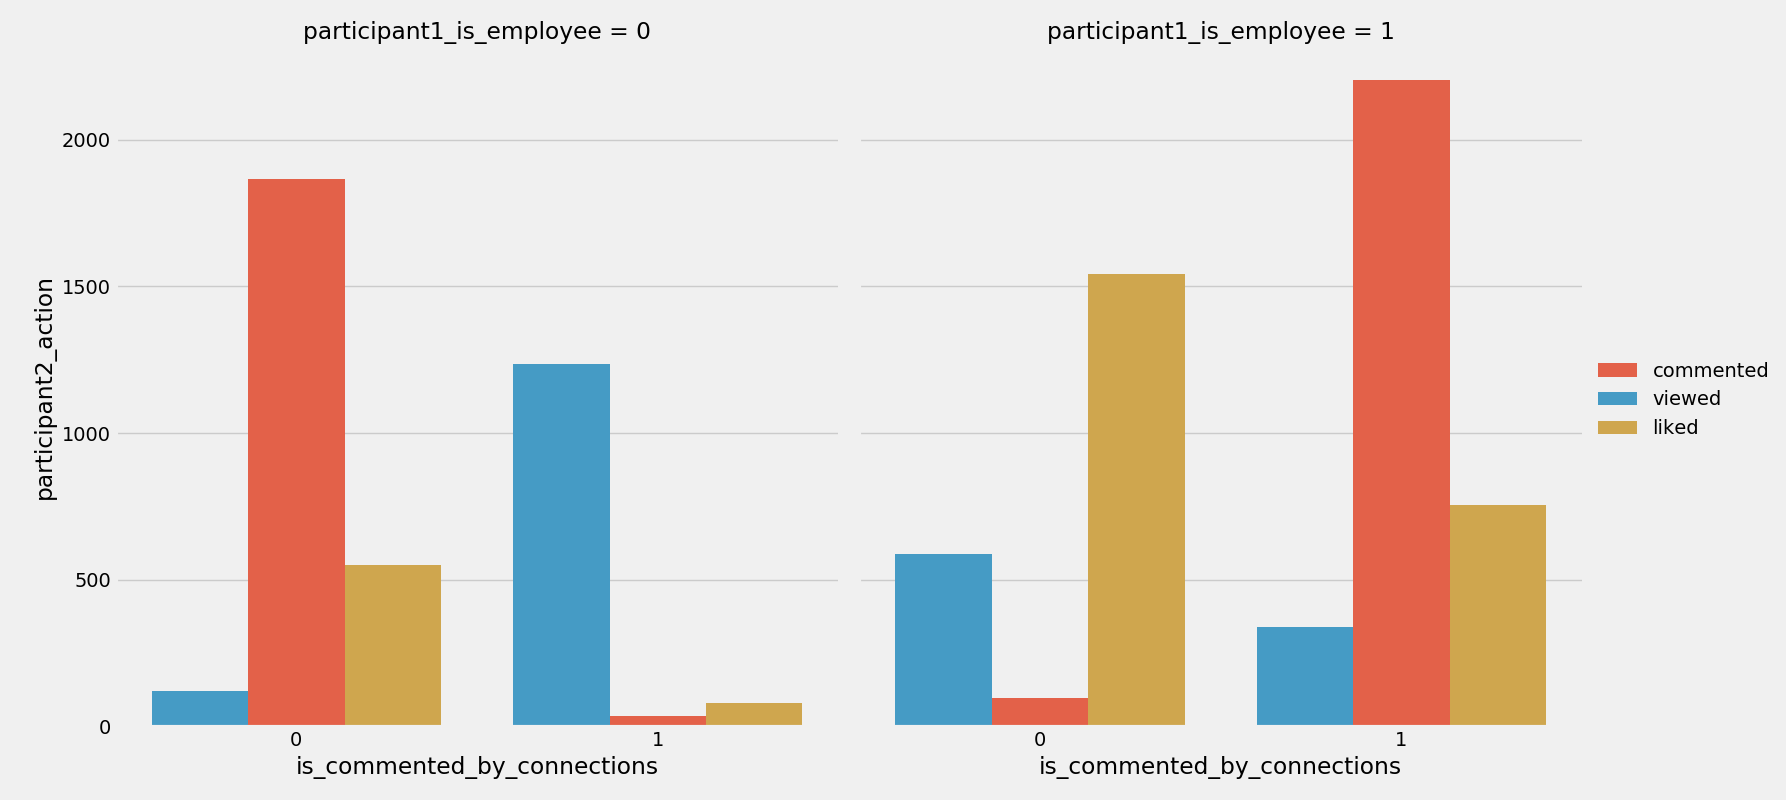 participant1_is_employee = 0
participant1_is_employee = 1
participant2_action
2000
1500
1000
500
0
0 1
0 1
is_commented_by_connections
is_commented_by_connections
commented
viewed
liked